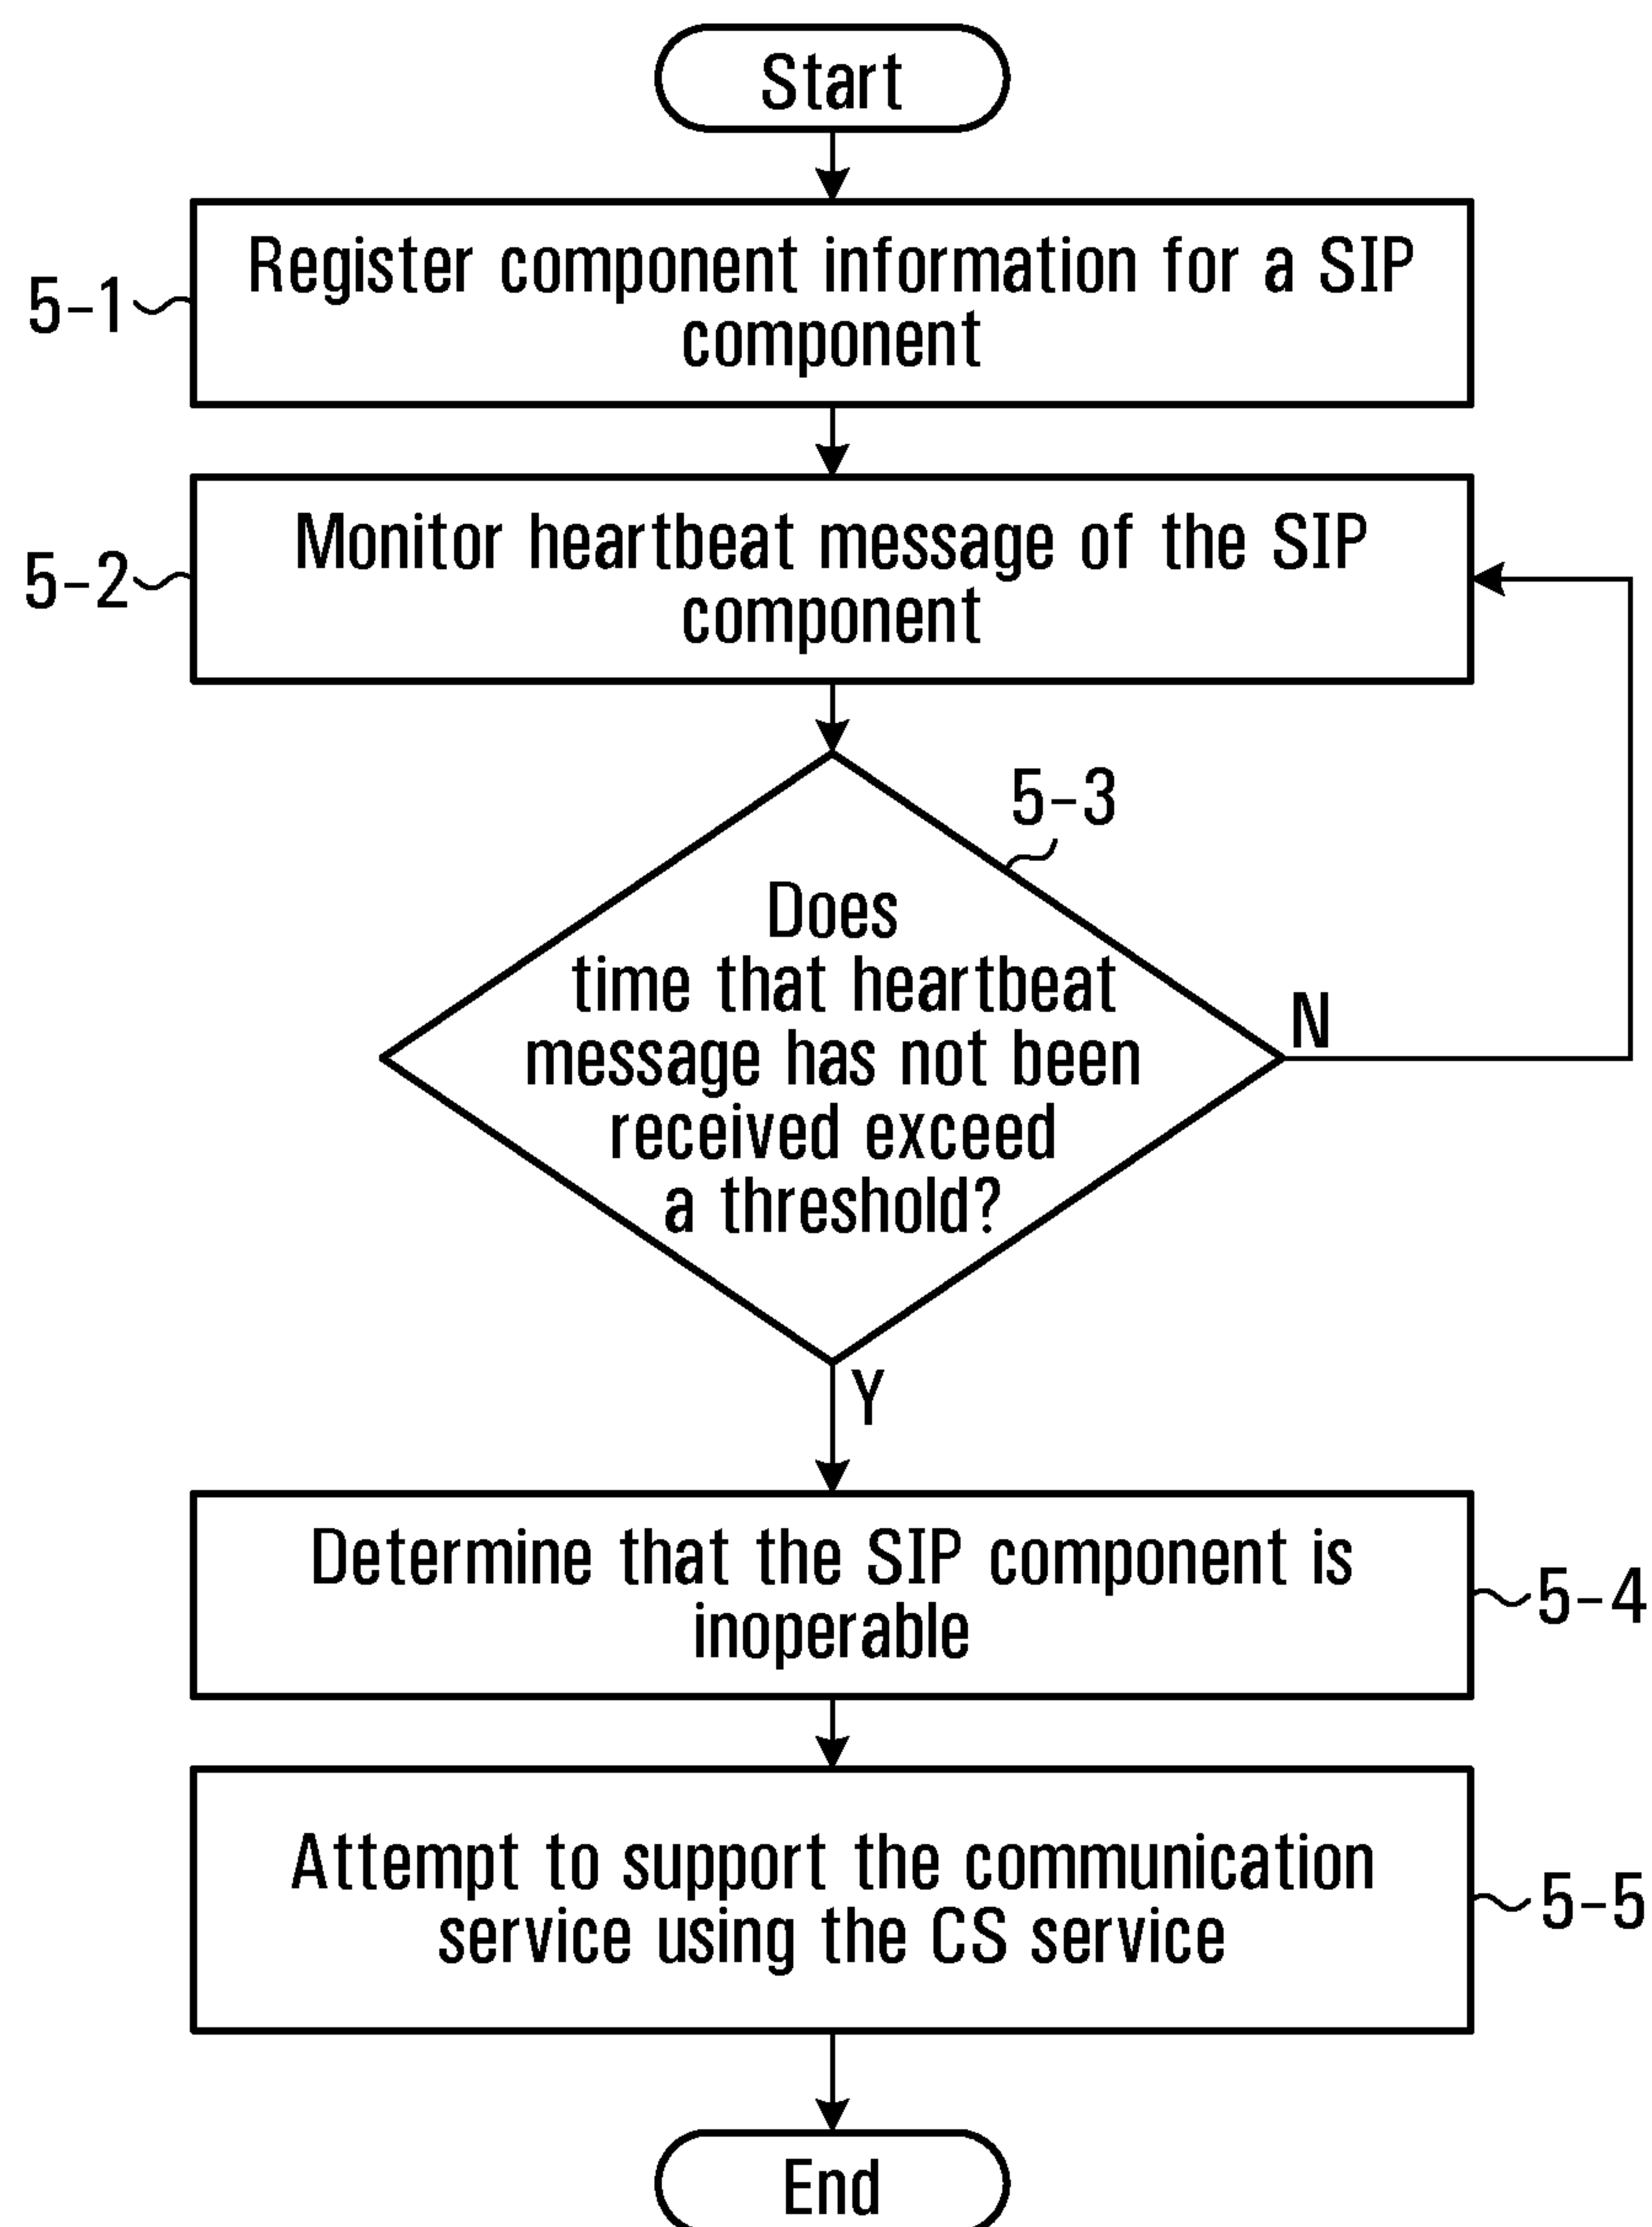 Start
Register component information for a SIP
component
5-1
Monitor heartbeat message of the SIP
component
5-2
5-3
Does
time that heartbeat
message has not been
received exceed
a threshold?
N
Y
Determine that the SIP component is
inoperable
5-4
Attempt to support the communication
service using the CS service
5-5
End